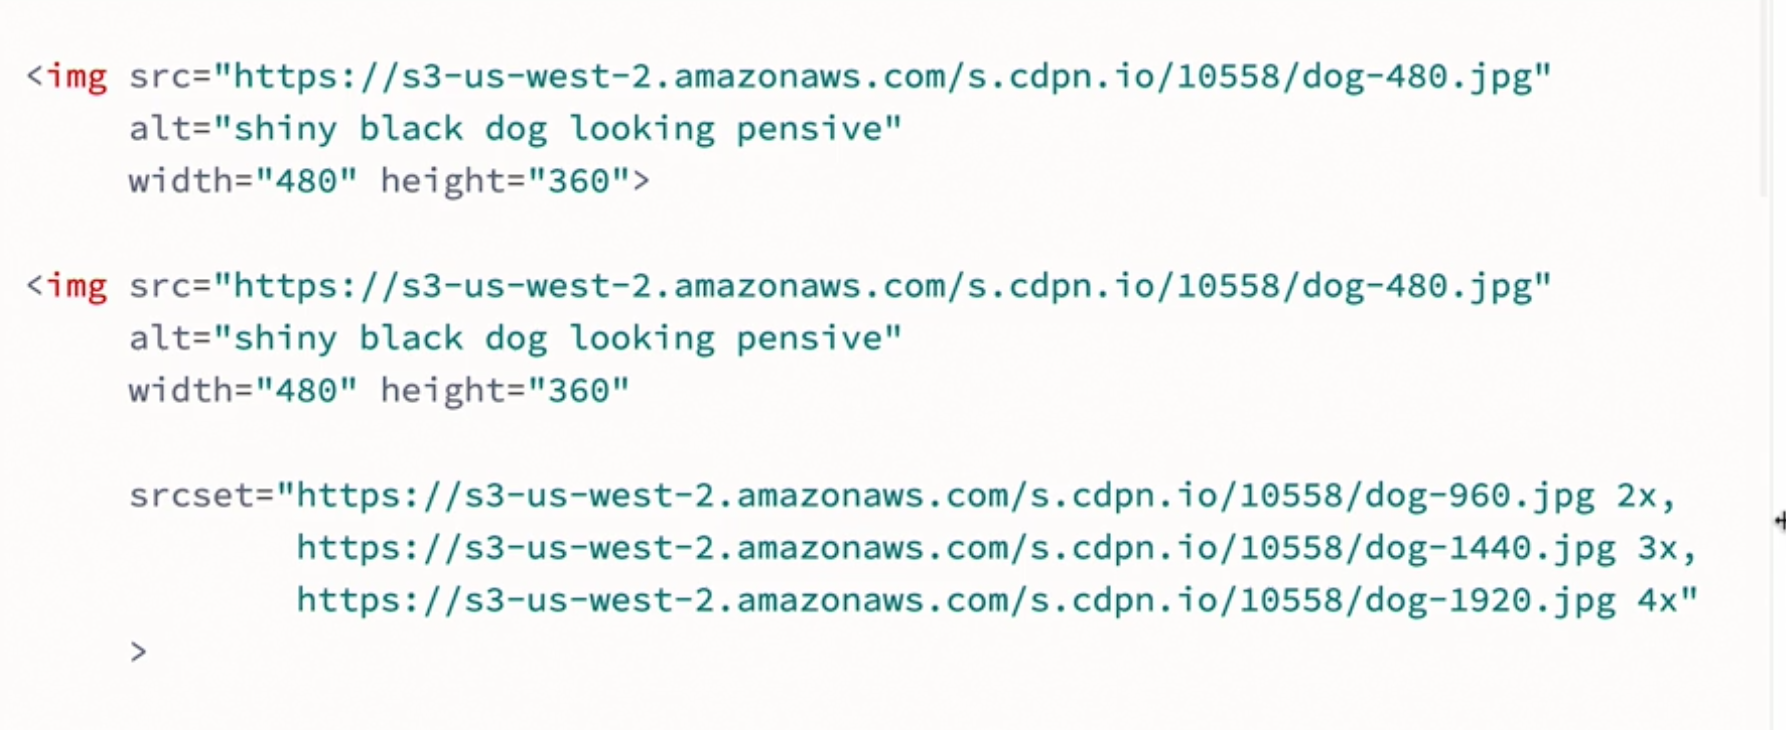 <img src="https://s3-us-west-2.amazonaws.com/s.cdpn.io/10558/dog-480.jpg"
alt="shiny black dog looking pensive"
width="480" height="360">
<img src="https://s3-us-west-2.amazonaws.com/s.cdpn.io/10558/dog-480.jpg"
alt="shiny black dog looking pensive"
width="480" height="360"
srcset="https://s3-us-west-2.amazonaws.com/s.cdpn.io/10558/dog-960.jpg 2x,
https://s3-us-west-2.amazonaws.com/s.cdpn.io/10558/dog-1440.jpg 3x,
https://s3-us-west-2.amazonaws.com/s.cdpn.io/10558/dog-1920.jpg 4x"
>